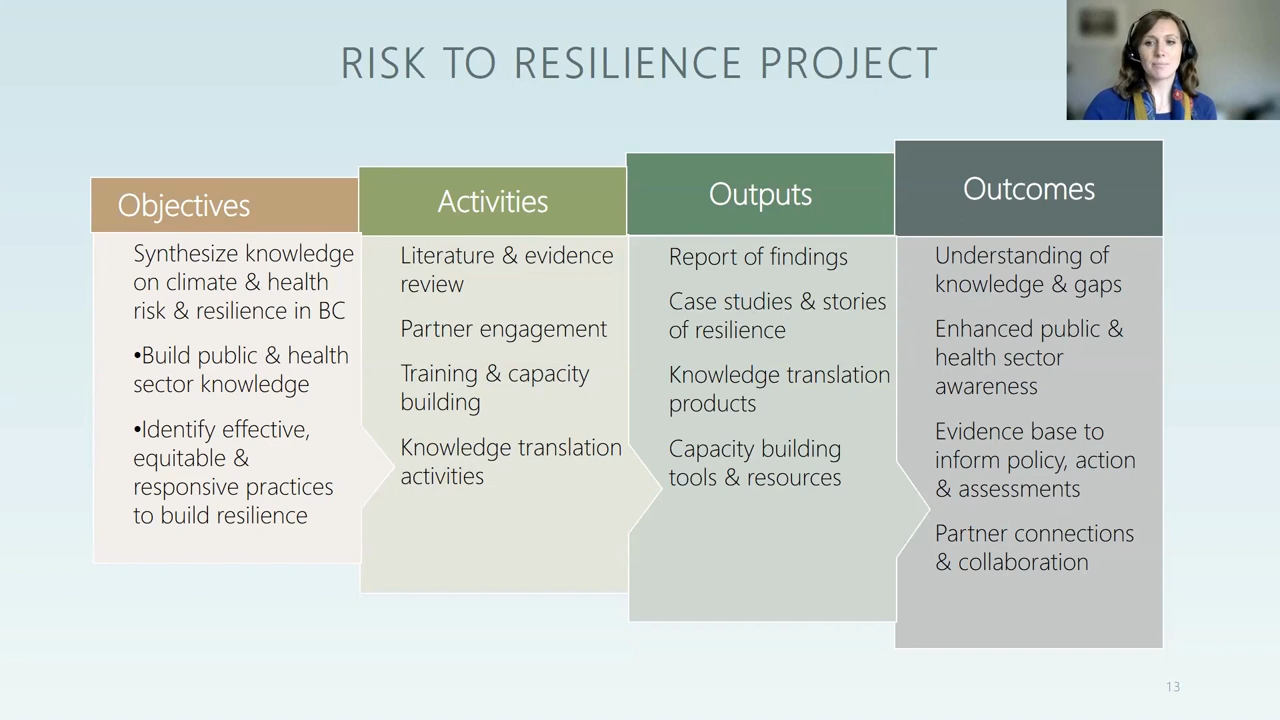 RISK TO RESILIENCE PROJECT
Objectives
Synthesize knowledge
on climate & health
risk & resilience in BC
•Build public & health
sector knowledge
•Identify effective,
equitable &
responsive practices
to build resilience
Activities
Literature & evidence
review
Partner engagement
Training & capacity
building
Knowledge translation
activities
Outputs
Report of findings
Case studies & stories
of resilience
Knowledge translation
products
Capacity building
tools & resources
Outcomes
Understanding of
knowledge & gaps
Enhanced public &
health sector
awareness
Evidence base to
inform policy, action
& assessments
Partner connections
& collaboration
13